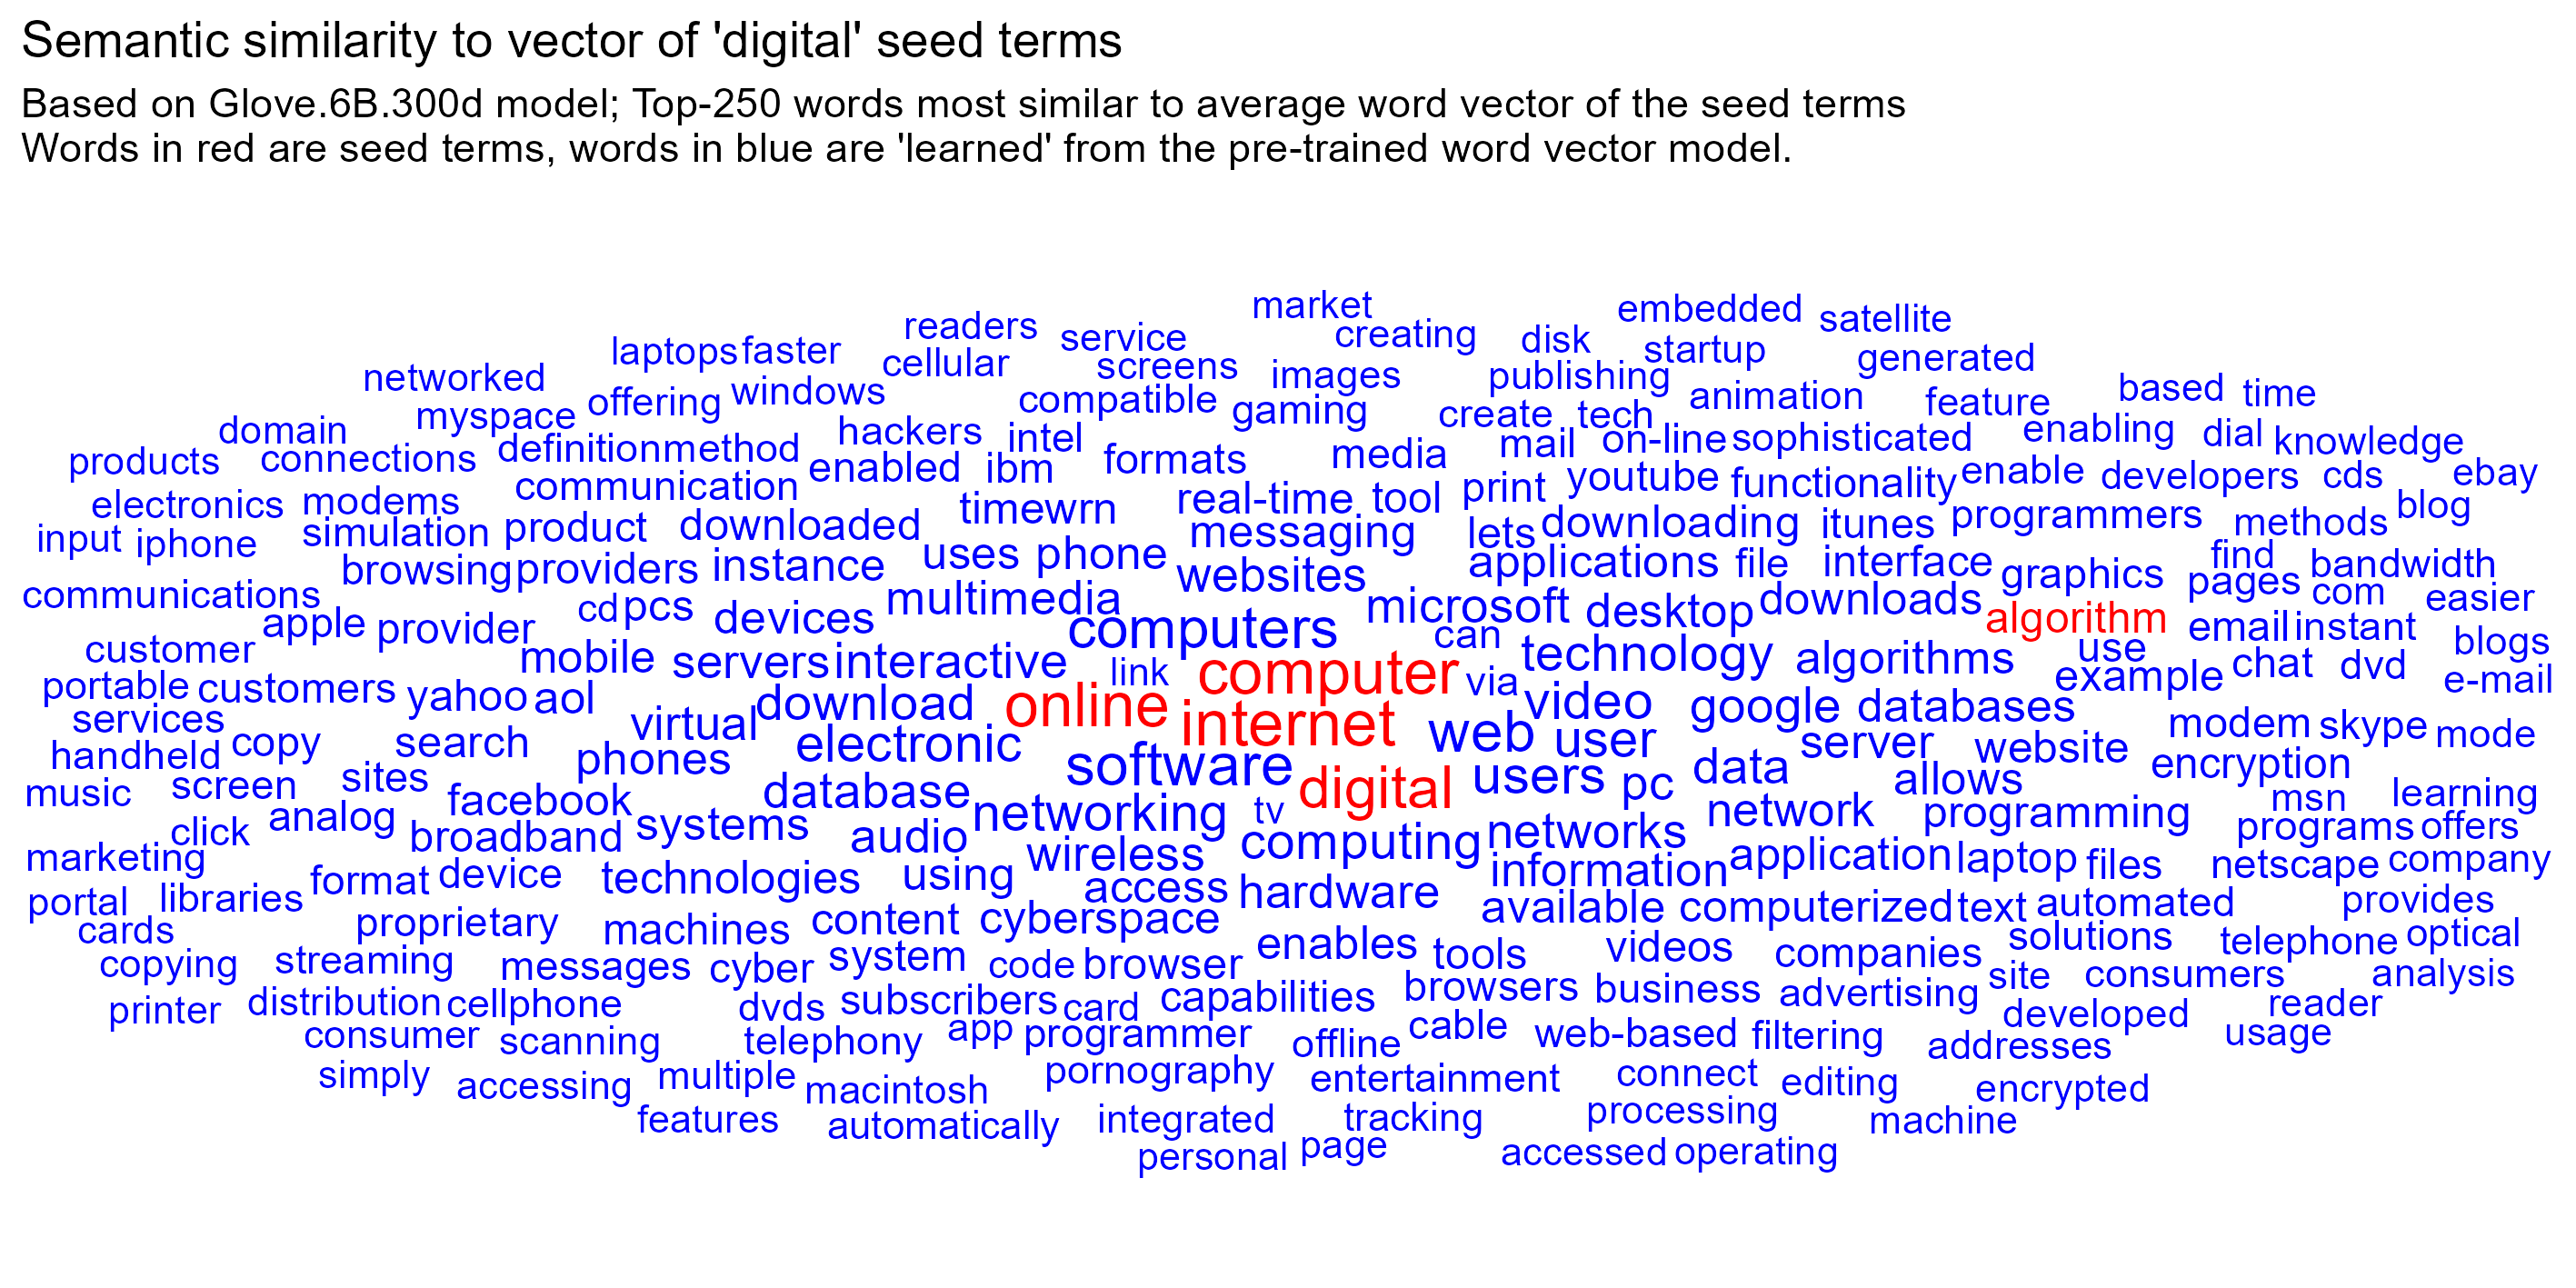 Semantic similarity to vector of 'digital' seed terms
Based on Glove.6B.300d model; Top-250 words most similar to average word vector of the seed terms
Words in red are seed terms, words in blue are 'learned' from the pre-trained word vector model.
market embedded satellite
readers service creating disk startup generated
laptops faster cellular screens images publishing
networked offering windows compatible gaming create tech animation feature based time
domain myspace hackers intel mail on-line sophisticated enabling dial knowledge
products connections definition method enabled ibm formats media youtube functionality enable developers cds ebay
electronics modems communication timewrn real-time tool print blog
input iphone simulation product downloaded messaging lets downloading itunes programmers methods
browsing providers instance uses phone websites applications file interface graphics find bandwidth
communications cd pcs devices multimedia microsoft desktop downloads pages com easier
apple provider computers can algorithm email instant
customer mobile servers interactive link computer via technology algorithms use example chat dvd blogs
portable customers yahoo aol download online internet video google databases e-mail
services virtual web user modem skype mode
handheld copy search phones electronic software server website encryption
music screen sites facebook database digital users pc data allows msn learning
click analog broadband systems audio networking tv computing networks network programming programs offers
marketing format device technologies using wireless information application laptop files netscape company
portal libraries access hardware available computerized text automated provides
cards proprietary machines content cyberspace enables tools videos companies solutions telephone optical
copying streaming messages cyber system code browser browsers business advertising site consumers analysis
printer distribution cellphone dvds subscribers card capabilities developed reader
consumer scanning telephony app programmer offline cable web-based filtering addresses usage
simply accessing multiple macintosh pornography entertainment connect editing encrypted
features automatically integrated tracking processing machine
personal page accessed operating